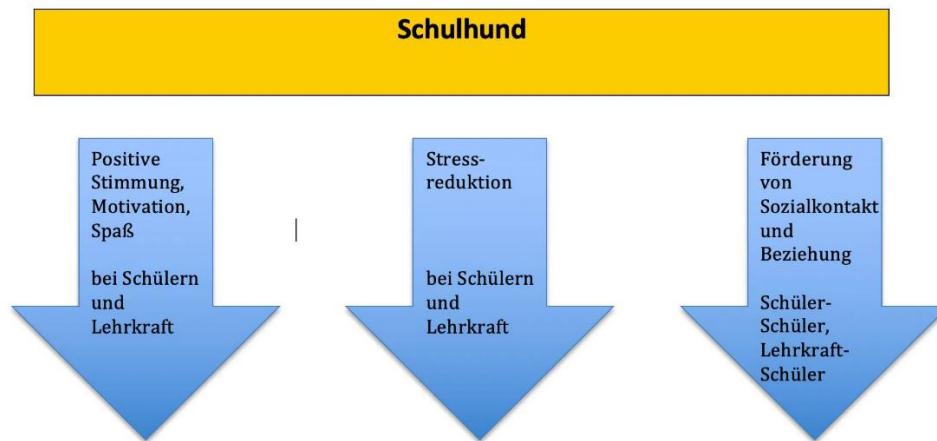 Schulhund
Positive
Stimmung,
Motivation,
Spaß
bei Schülern
und
Lehrkraft
Stress-
reduktion
bei Schülern
und
Lehrkraft
Förderung
von
Sozialkontakt
und
Beziehung
Schüler-
Schüler,
Lehrkraft-
Schüler